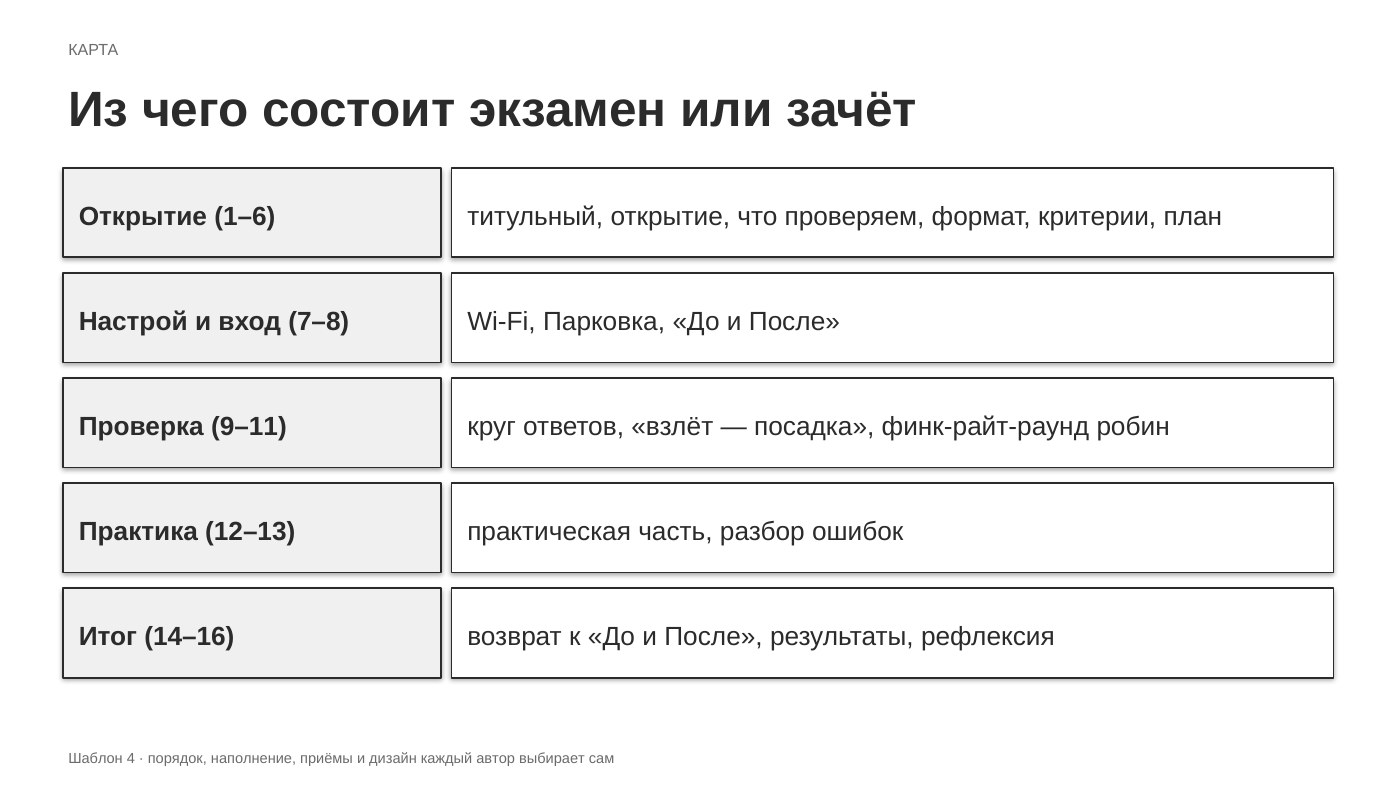 КАРТА
Из чего состоит экзамен или зачёт
Открытие (1–6)
титульный, открытие, что проверяем, формат, критерии, план
Настрой и вход (7–8)
Wi-Fi, Парковка, «До и После»
Проверка (9–11)
круг ответов, «взлёт — посадка», финк-райт-раунд робин
Практика (12–13)
практическая часть, разбор ошибок
Итог (14–16)
возврат к «До и После», результаты, рефлексия
Шаблон 4 · порядок, наполнение, приёмы и дизайн каждый автор выбирает сам